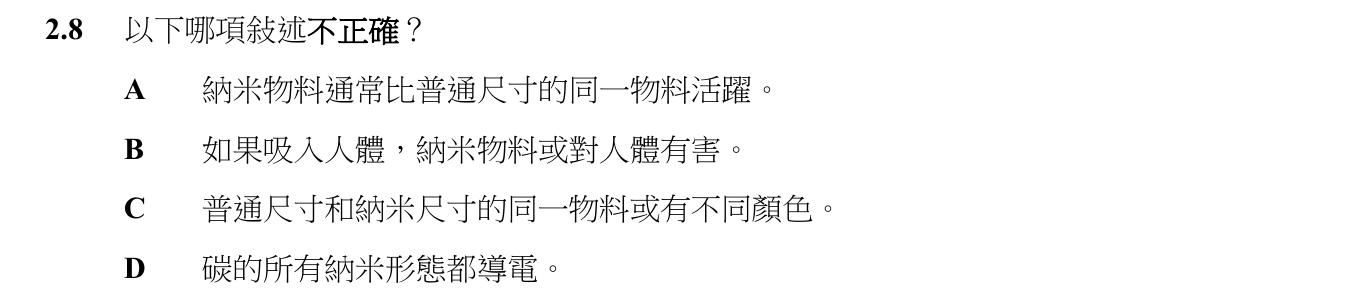 2.8 以下哪項敍述不正確？
A 納米物料通常比普通尺寸的同一物料活躍。
B 如果吸入人體，納米物料或對人體有害。
C 普通尺寸和納米尺寸的同一物料或有不同顏色。
D 碳的所有納米形態都導電。